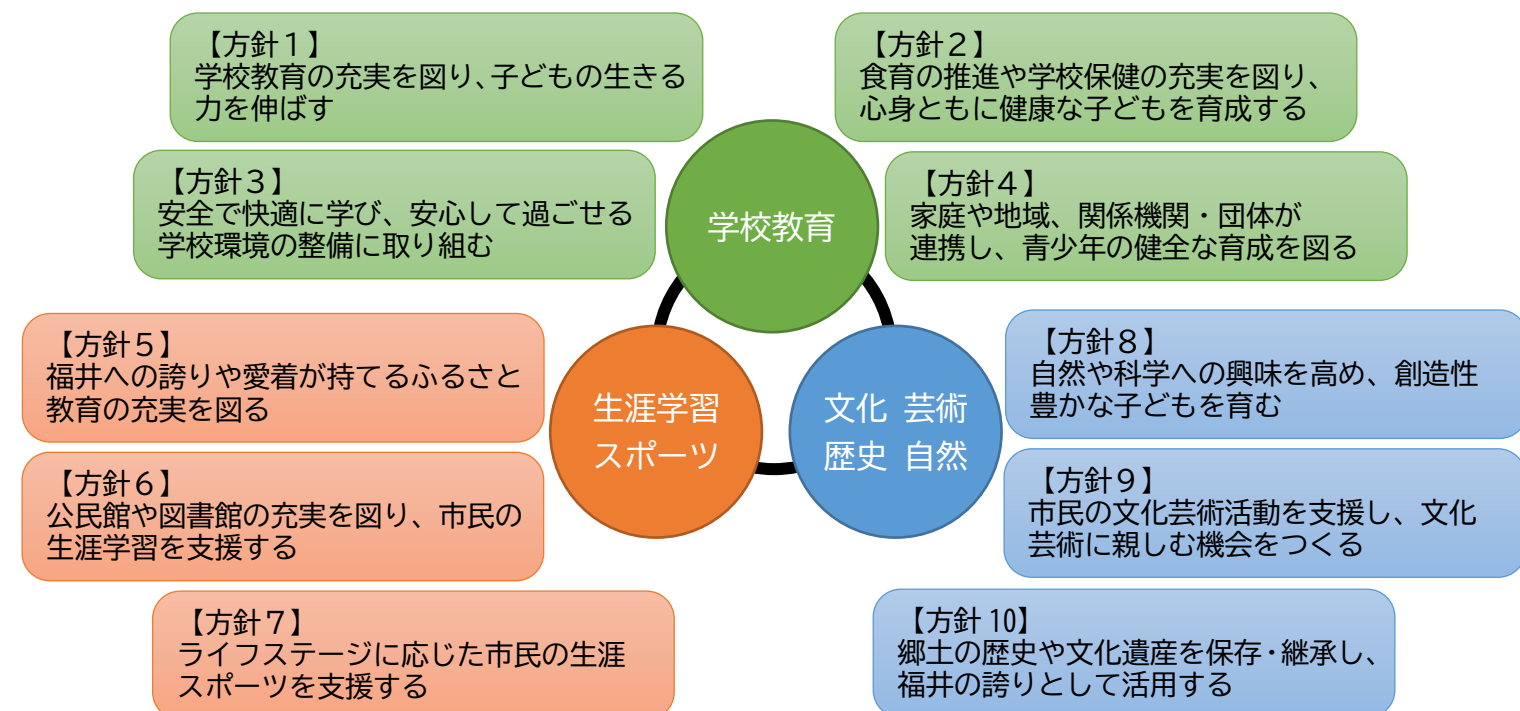 【方針１】
学校教育の充実を図り、子どもの生きる
力を伸ばす
【方針２】
食育の推進や学校保健の充実を図り、
心身ともに健康な子どもを育成する
【方針３】
安全で快適に学び、安心して過ごせる
学校環境の整備に取り組む
【方針４】
家庭や地域、関係機関・団体が
連携し、青少年の健全な育成を図る
学校教育
【方針５】
福井への誇りや愛着が持てるふるさと
教育の充実を図る
【方針６】
公民館や図書館の充実を図り、市民の
生涯学習を支援する
【方針７】
ライフステージに応じた市民の生涯
スポーツを支援する
生涯学習
スポーツ
文化 芸術
歴史 自然
【方針８】
自然や科学への興味を高め、創造性
豊かな子どもを育む
【方針９】
市民の文化芸術活動を支援し、文化
芸術に親しむ機会をつくる
【方針 10】
郷土の歴史や文化遺産を保存・継承し、
福井の誇りとして活用する